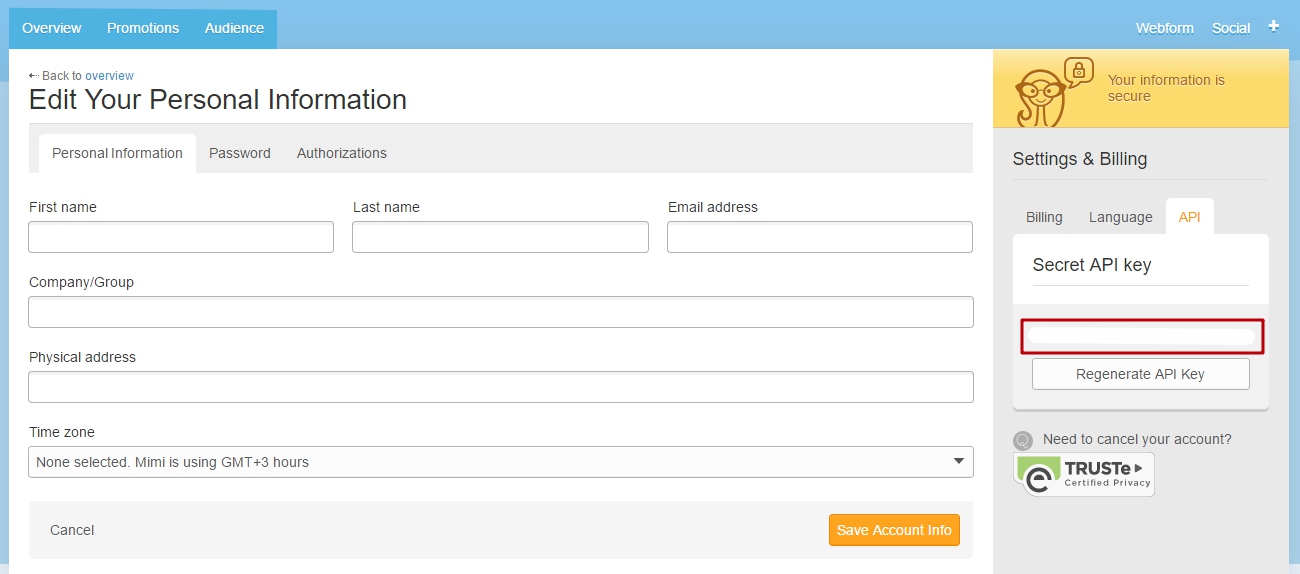 Overview Promotions Audience
Webform Social +
Back to overview
Edit Your Personal Information
Personal Information Password Authorizations
First name Last name Email address
Company/Group
Physical address
Time zone
None selected. Mimi is using GMT+3 hours
Cancel Save Account Info
Your information is
secure
Settings & Billing
Billing Language API
Secret API key
Regenerate API Key
Need to cancel your account?
e TRUSTe
Certified Privacy